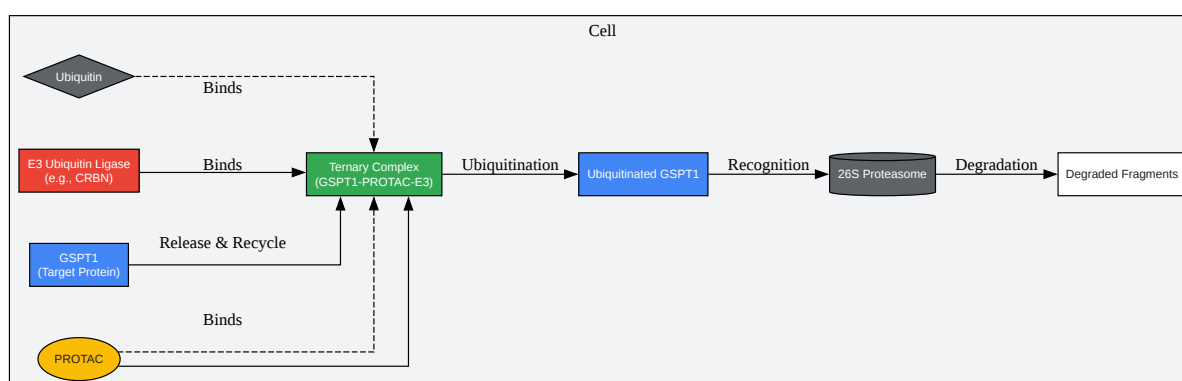 Cell
Ubiquitin
Binds
E3 Ubiquitin Ligase
(e.g., CRBN)
Binds
Ternary Complex
(GSPT1-PROTAC-E3)
Ubiquitination
Ubiquitinated GSPT1
Recognition
26S Proteasome
Degradation
Degraded Fragments
GSPT1
(Target Protein)
Release & Recycle
Binds
PROTAC